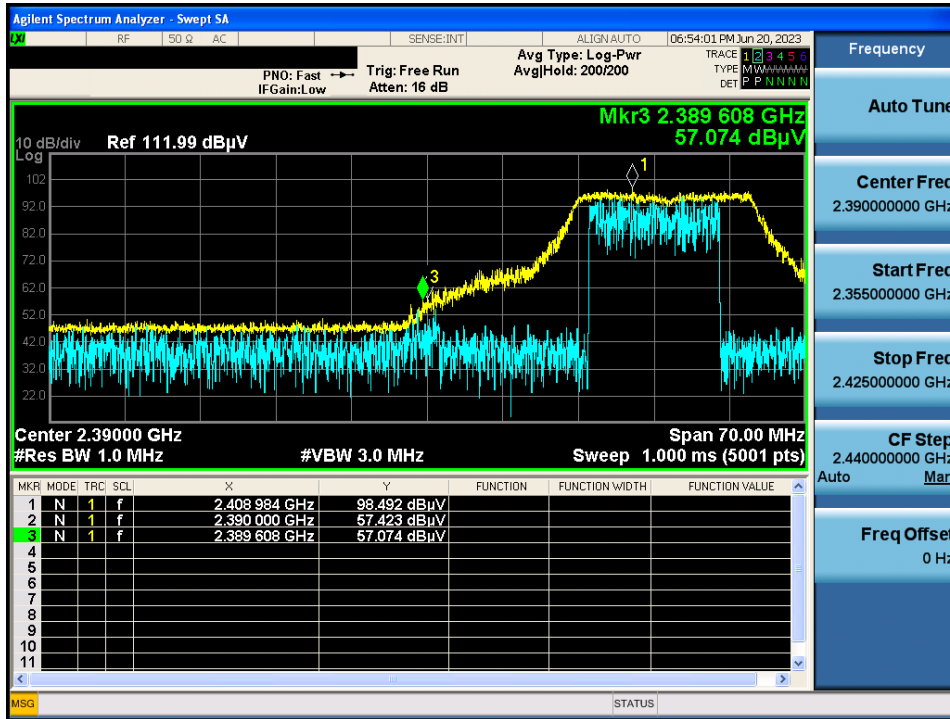 Agilent Spectrum Analyzer - Swept SA
LXI RF 50 Ω AC SENSE:INT ALIGN AUTO 06:54:01 PM Jun 20, 2023
Avg Type: Log-Pwr TRACE 1 2 3 4 5 6
PNO: Fast Trig: Free Run Avg|Hold: 200/200 TYPE M W W W W W
IFGain:Low Atten: 16 dB DET P P N N N N
Mkr3 2.389 608 GHz
57.074 dBµV
10 dB/div Ref 111.99 dBµV
Log
102
92.0
82.0
72.0
62.0
52.0
42.0
32.0
22.0
1
3
Center 2.39000 GHz Span 70.00 MHz
#Res BW 1.0 MHz #VBW 3.0 MHz Sweep 1.000 ms (5001 pts)
MKR MODE TRC SCL X Y FUNCTION FUNCTION WIDTH FUNCTION VALUE
1 N 1 f 2.408 984 GHz 98.492 dBµV
2 N 1 f 2.390 000 GHz 57.423 dBµV
3 N 1 f 2.389 608 GHz 57.074 dBµV
4
5
6
7
8
9
10
11
MSG STATUS
Frequency
Auto Tune
Center Freq
2.390000000 GHz
Start Freq
2.355000000 GHz
Stop Freq
2.425000000 GHz
CF Step
2.440000000 GHz
Auto Man
Freq Offset
0 Hz